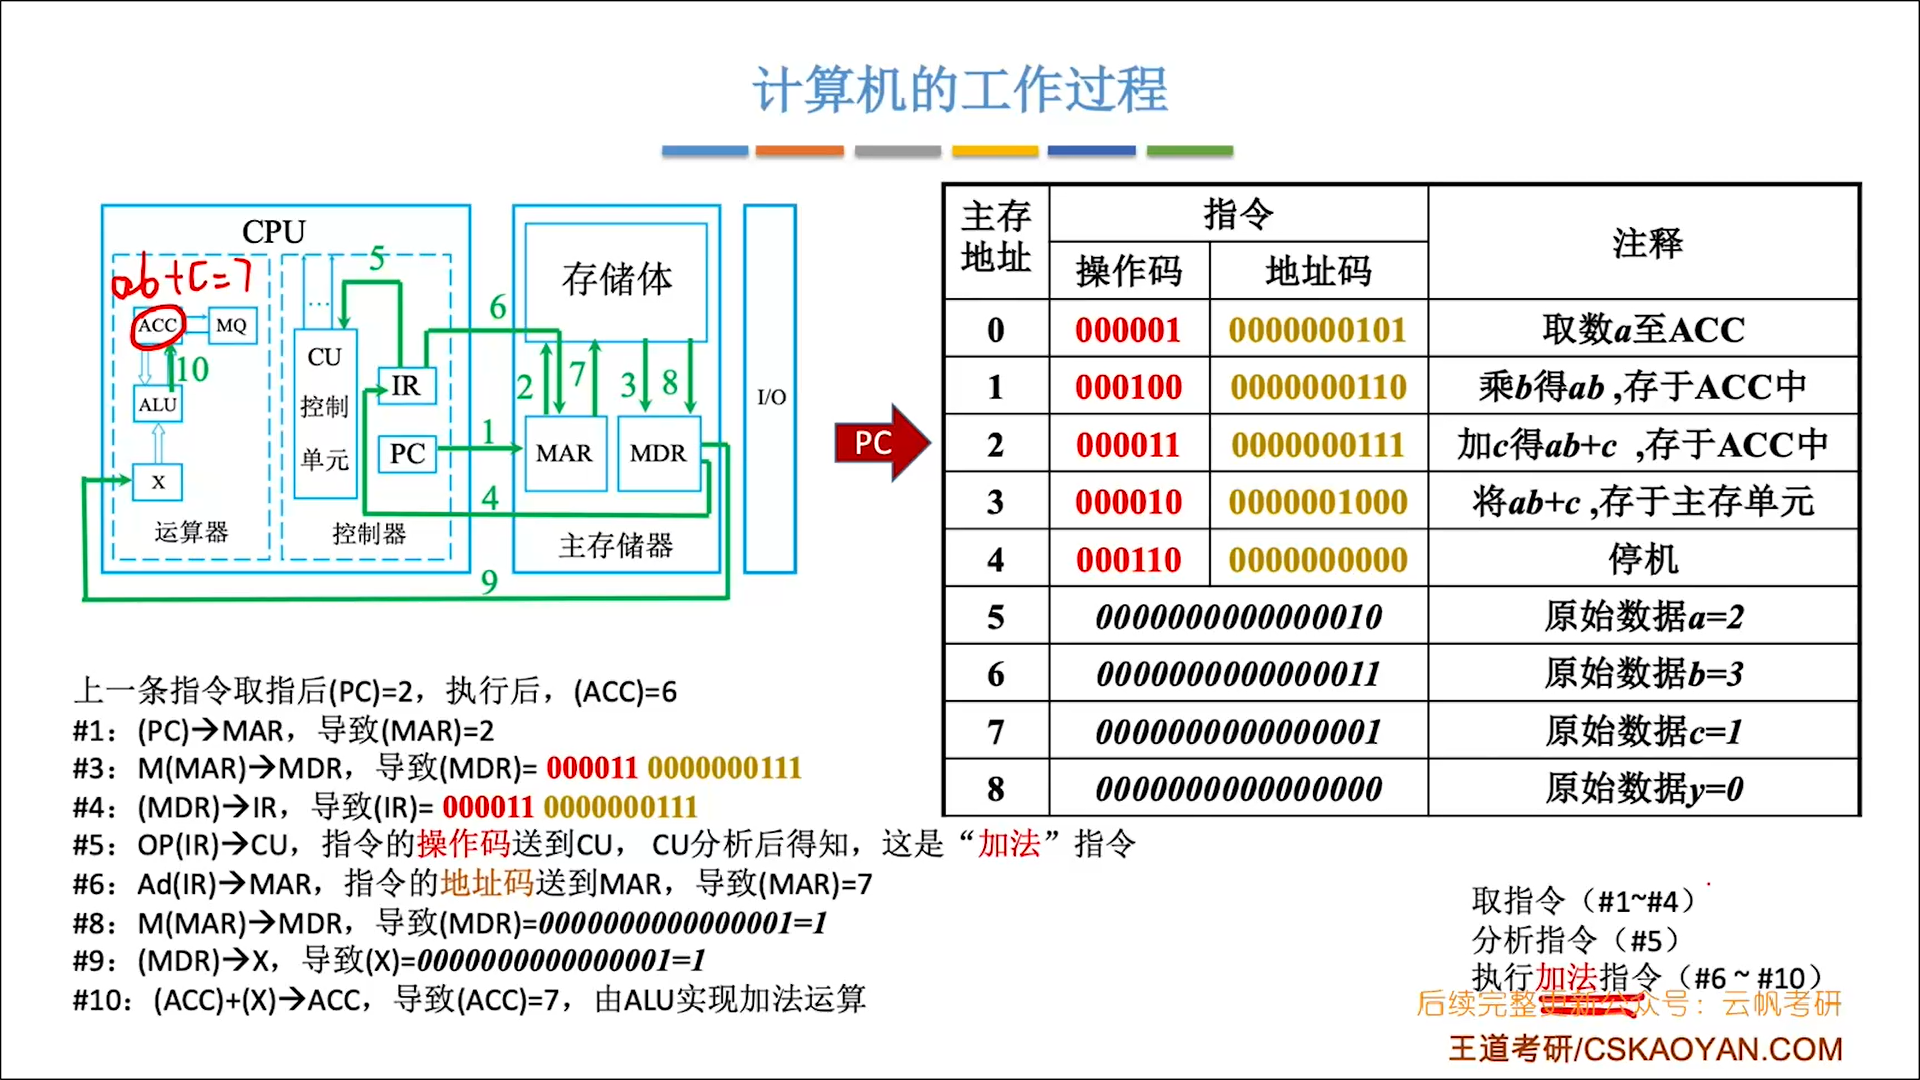 计算机的工作过程
CPU
ab+c=7
ACC
MQ
10
ALU
X
运算器
5
...
CU
控制
单元
IR
PC
控制器
6
存储体
2
7
3
8
1
MAR
MDR
4
主存储器
9
I/O
PC
主存地址 指令 注释
操作码 地址码
0 000001 0000000101 取数a至ACC
1 000100 0000000110 乘b得ab ,存于ACC中
2 000011 0000000111 加c得ab+c ,存于ACC中
3 000010 0000001000 将ab+c ,存于主存单元
4 000110 0000000000 停机
5 0000000000000010 原始数据a=2
6 0000000000000011 原始数据b=3
7 0000000000000001 原始数据c=1
8 0000000000000000 原始数据y=0
上一条指令取指后(PC)=2，执行后，(ACC)=6
#1：(PC)→MAR，导致(MAR)=2
#3：M(MAR)→MDR，导致(MDR)= 000011 0000000111
#4：(MDR)→IR，导致(IR)= 000011 0000000111
#5：OP(IR)→CU，指令的操作码送到CU， CU分析后得知，这是“加法”指令
#6：Ad(IR)→MAR，指令的地址码送到MAR，导致(MAR)=7
#8：M(MAR)→MDR，导致(MDR)=0000000000000001=1
#9：(MDR)→X，导致(X)=0000000000000001=1
#10：(ACC)+(X)→ACC，导致(ACC)=7，由ALU实现加法运算
取指令（#1~#4）
分析指令（#5）
执行加法指令（#6 ~ #10）
后续完整更新公众号：云帆考研
王道考研/CSKAOYAN.COM